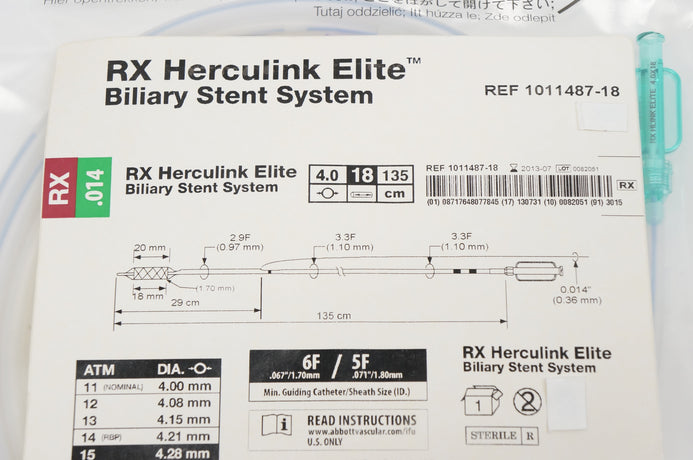 Tutaj oddzielic; itt húzza le; Zde odlepit
RX Herculink Elite™
Biliary Stent System
REF 1011487-18
RX HLINK ELITE 4.0X18
RX
.014
RX Herculink Elite
Biliary Stent System
4.0 18 135
cm
REF 1011487-18 2013-07 LOT 0082051
RX
(01) 08717648077845 (17) 130731 (10) 0082051 (91) 3015
20 mm
2.9F
(0.97 mm)
3.3F
(1.10 mm)
3.3F
(1.10 mm)
18 mm
(1.70 mm)
0.014"
(0.36 mm)
29 cm
135 cm
ATM DIA.
11 (NOMINAL) 4.00 mm
12 4.08 mm
13 4.15 mm
14 (RBP) 4.21 mm
15 4.28 mm
6F / 5F
.067"/1.70mm .071"/1.80mm
Min. Guiding Catheter/Sheath Size (ID.)
i
READ INSTRUCTIONS
www.abbottvascular.com/ifu
U.S. ONLY
RX Herculink Elite
Biliary Stent System
1
2
STERILE R